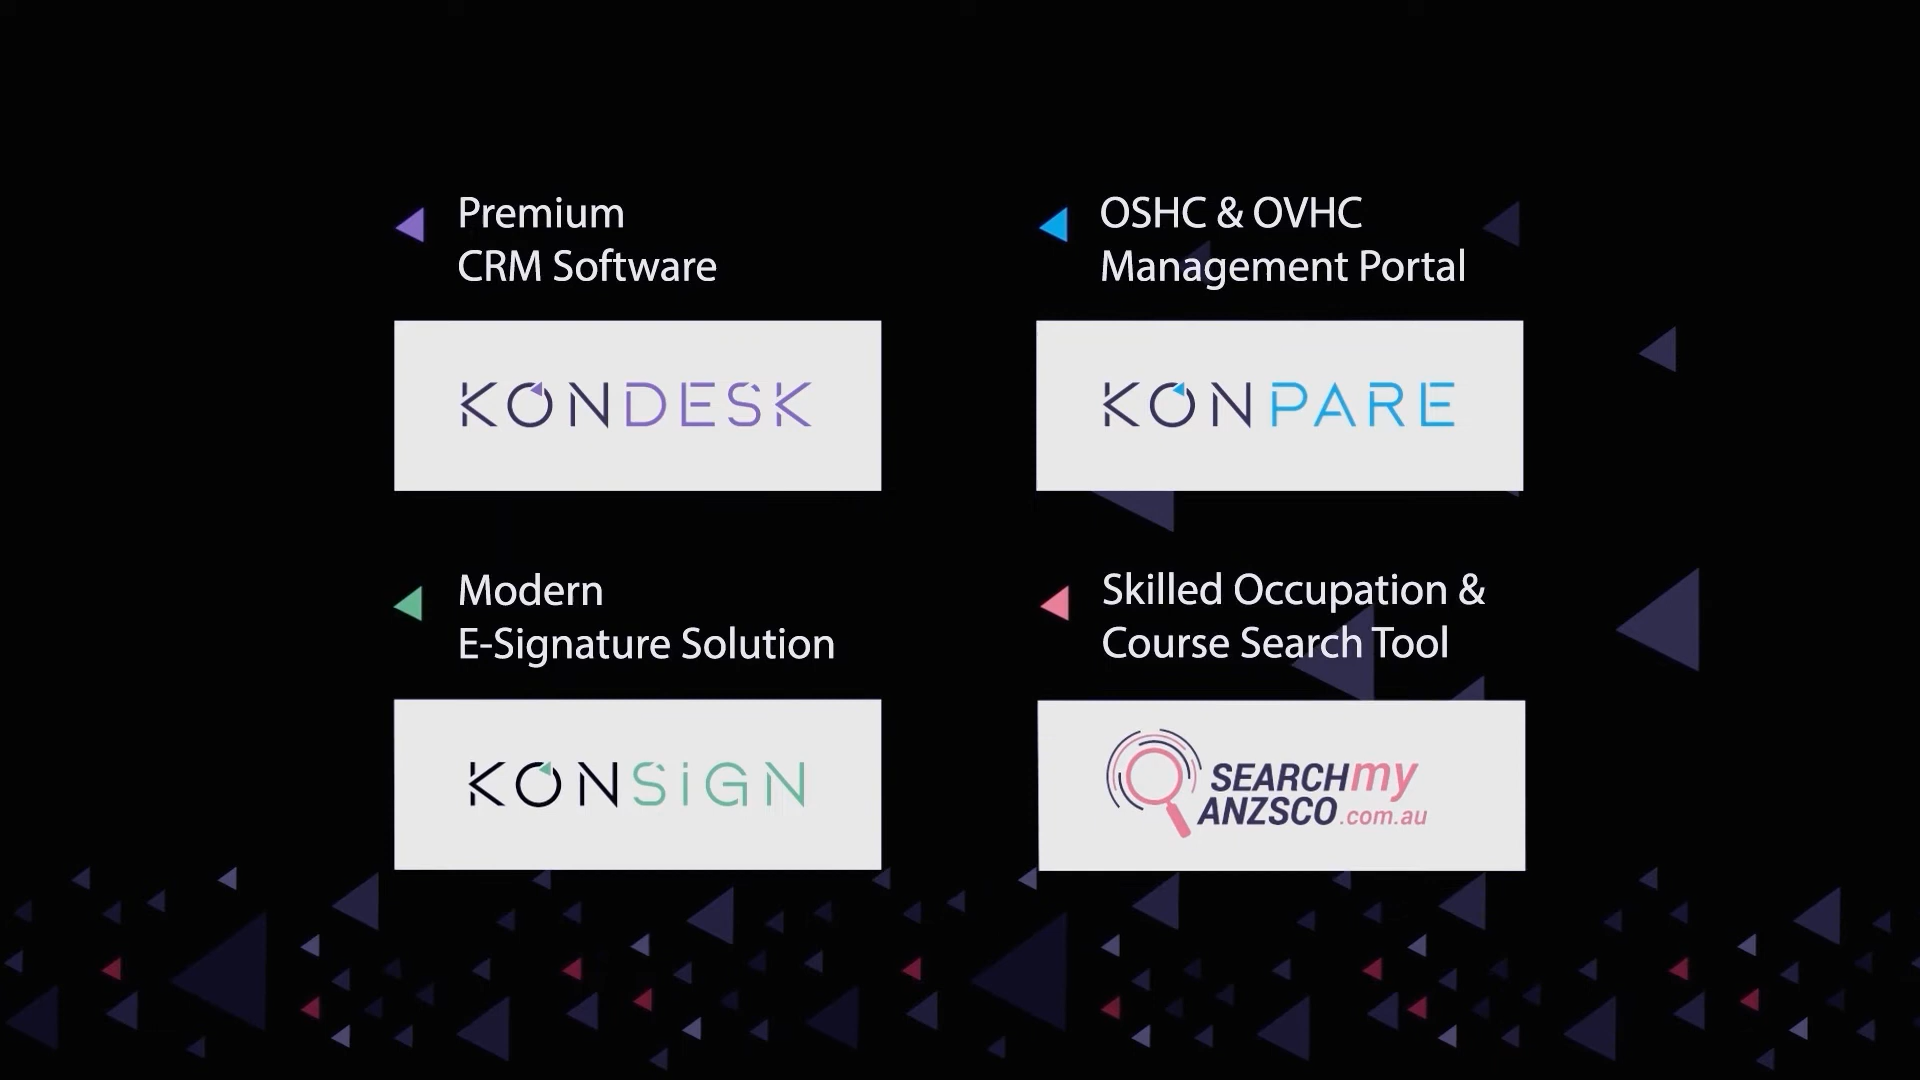 Premium
CRM Software
KONDESK
OSHC & OVHC
Management Portal
KONPARE
Modern
E-Signature Solution
KONSiGN
Skilled Occupation &
Course Search Tool
SEARCHmy
ANZSCO.com.au